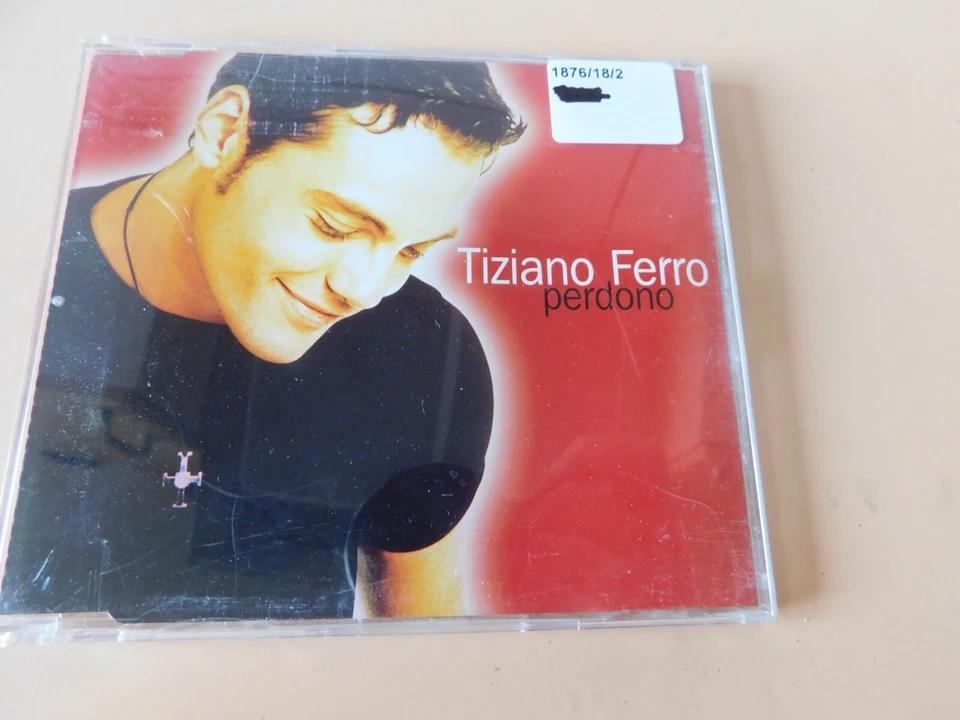 1876/18/2
Tiziano Ferro
perdono